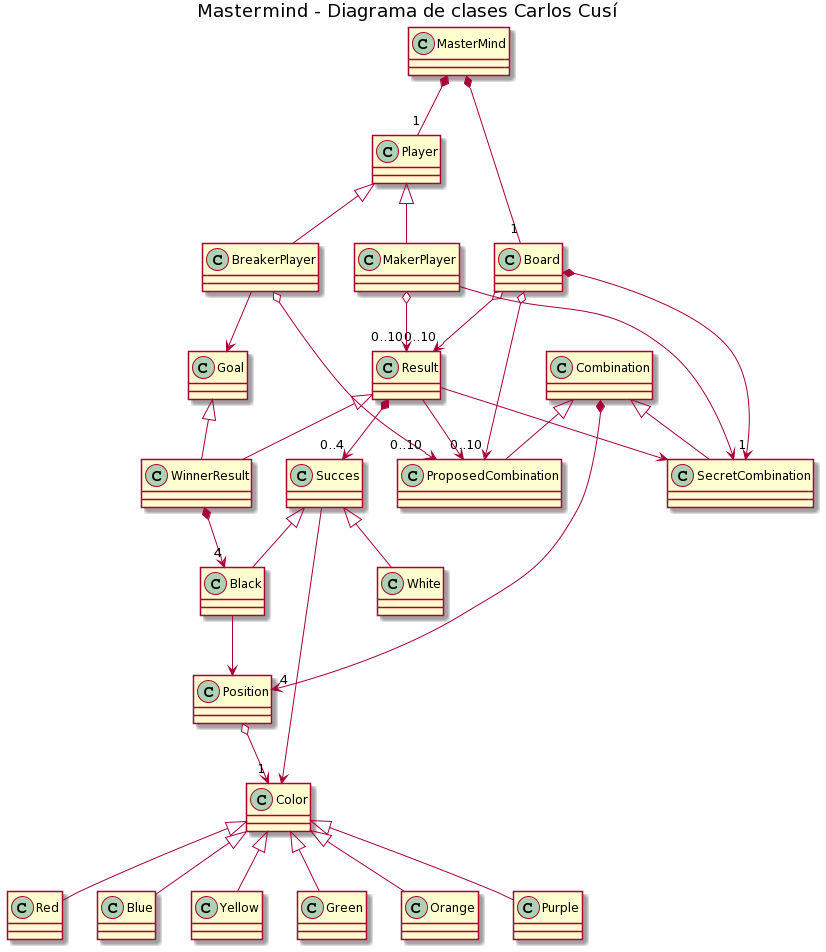 Mastermind - Diagrama de clases Carlos Cusí
C MasterMind
1
C Player
1
C BreakerPlayer
C MakerPlayer
C Board
0..10
0..10
C Goal
C Result
C Combination
0..4
0..10
0..10
1
C WinnerResult
C Succes
C ProposedCombination
C SecretCombination
4
C Black
C White
4
C Position
1
C Color
C Red
C Blue
C Yellow
C Green
C Orange
C Purple